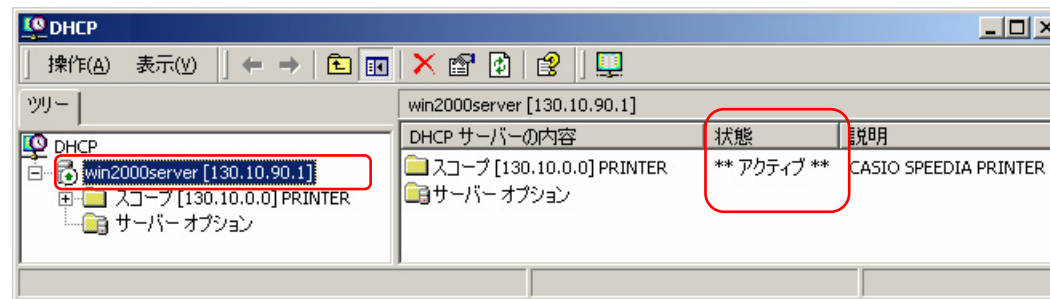 DHCP
操作(A) 表示(V)
ツリー
win2000server [130.10.90.1]
DHCP
win2000server [130.10.90.1]
スコープ [130.10.0.0] PRINTER
サーバー オプション
DHCP サーバーの内容 状態 説明
スコープ [130.10.0.0] PRINTER ** アクティブ ** CASIO SPEEDIA PRINTER
サーバー オプション